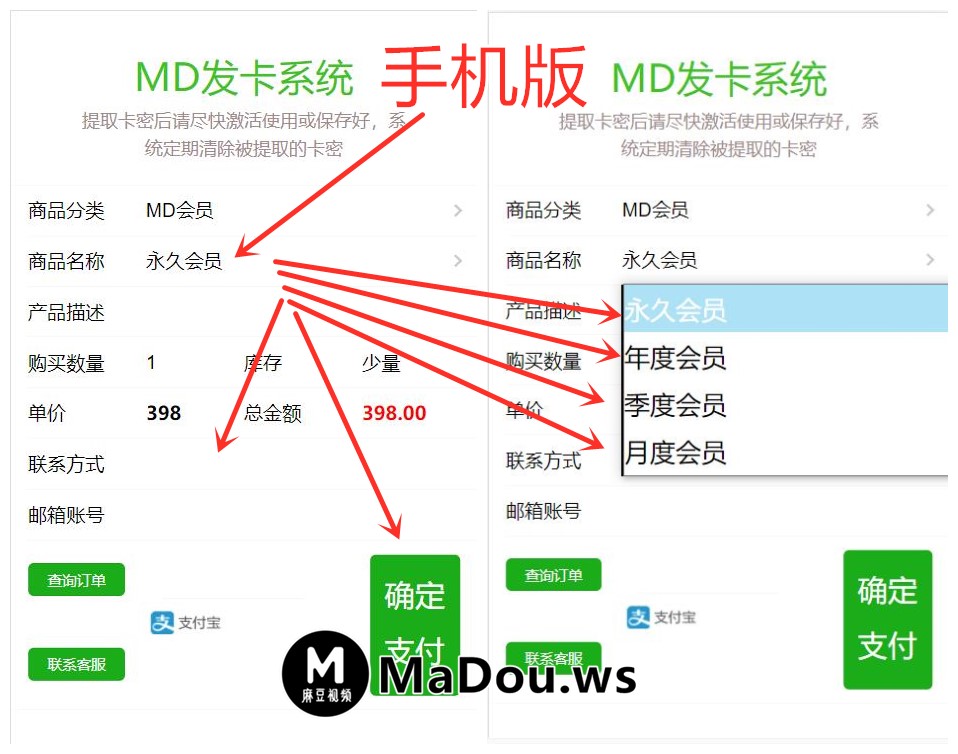 手机版
MD发卡系统
提取卡密后请尽快激活使用或保存好，系
统定期清除被提取的卡密
商品分类 MD会员
商品名称 永久会员
产品描述
购买数量 1 库存 少量
单价 398 总金额 398.00
联系方式
邮箱账号
查询订单
支付宝
联系客服
确定
支付
MD发卡系统
提取卡密后请尽快激活使用或保存好，系
统定期清除被提取的卡密
商品分类 MD会员
商品名称 永久会员
产品描述
永久会员
年度会员
季度会员
月度会员
购买数量
单价
联系方式
邮箱账号
查询订单
支付宝
联系客服
确定
支付
M
麻豆视频
MaDou.ws